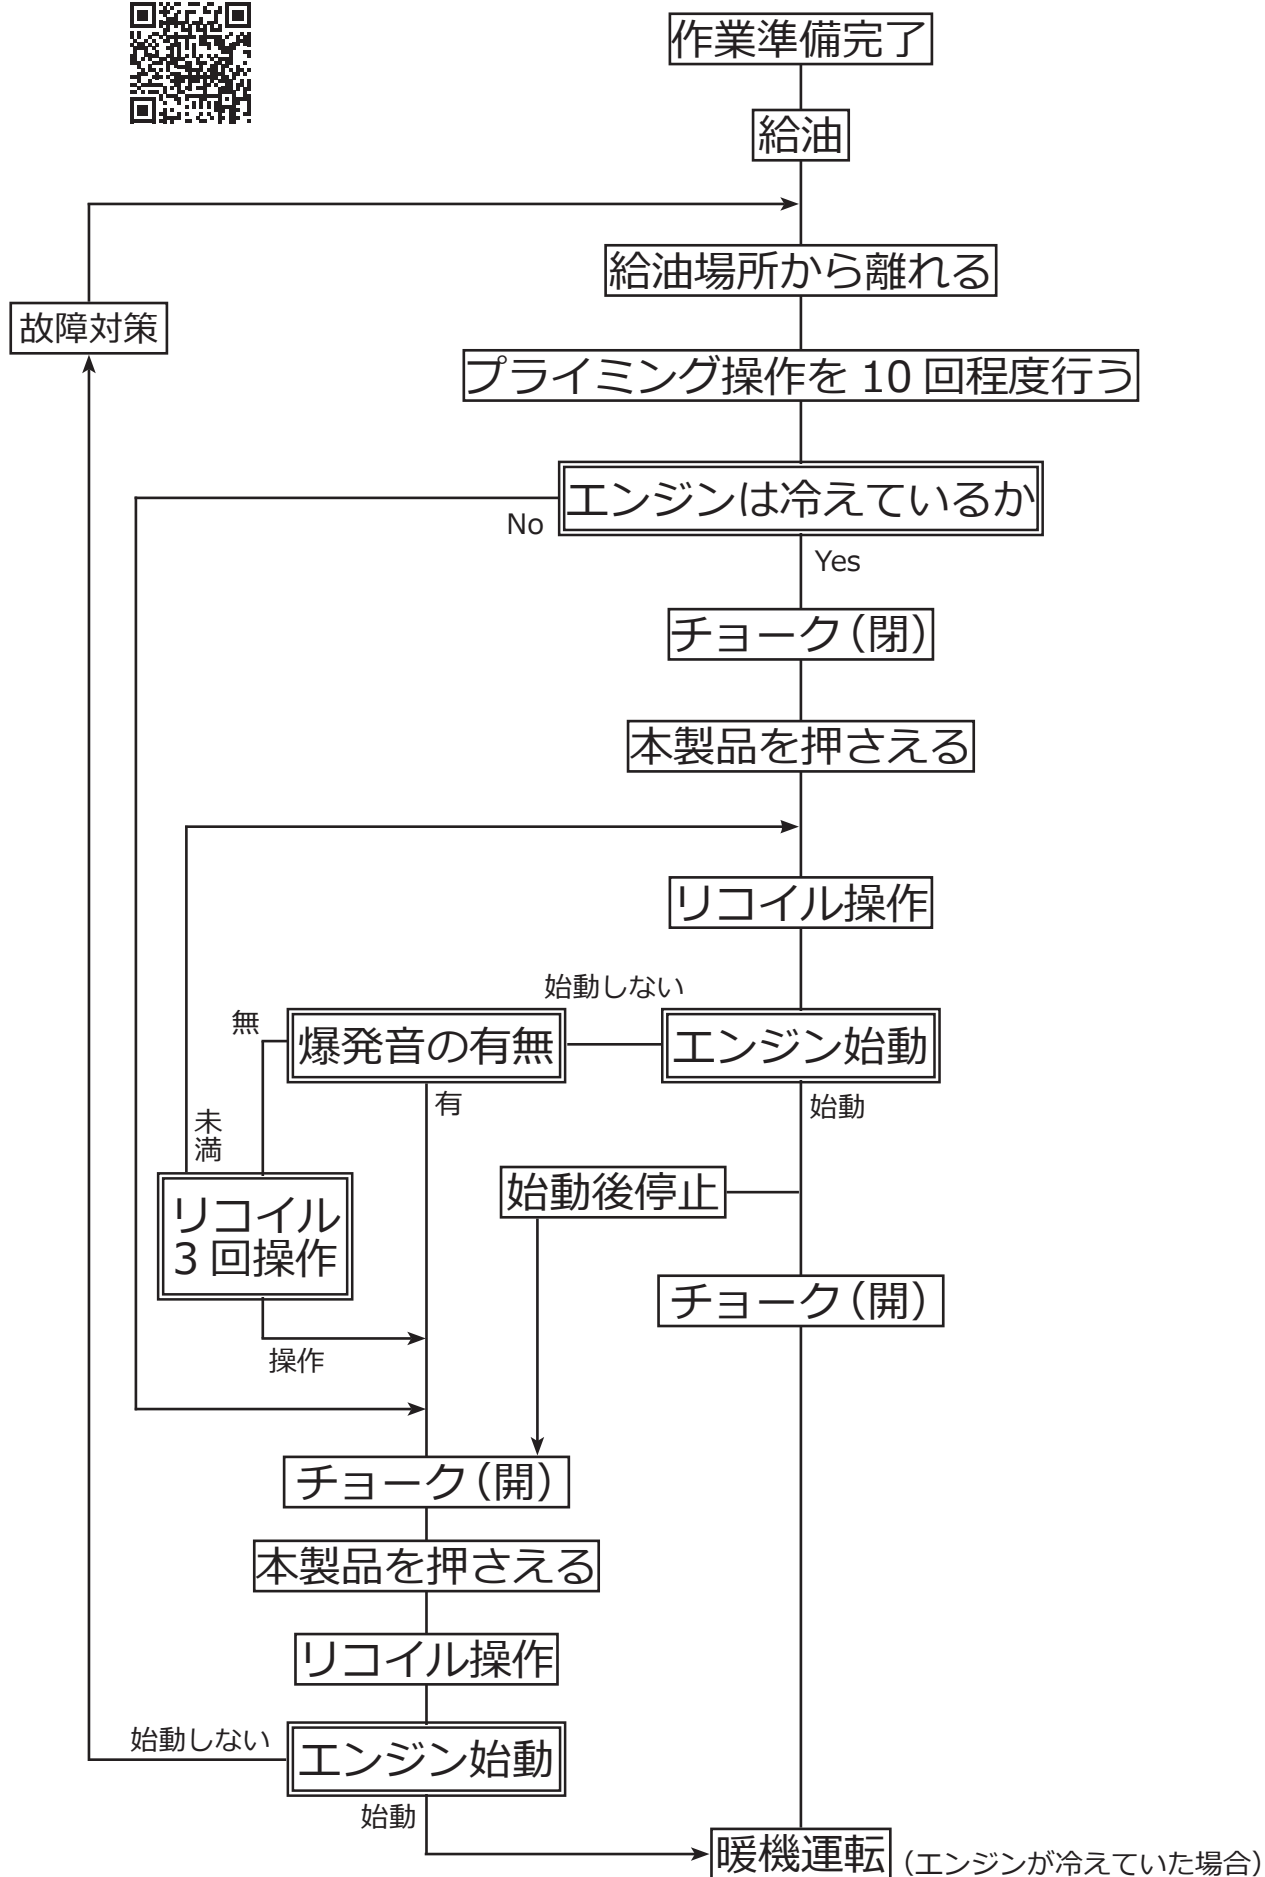 作業準備完了
給油
給油場所から離れる
故障対策
プライミング操作を 10 回程度行う
エンジンは冷えているか
No
Yes
チョーク（閉）
本製品を押さえる
リコイル操作
始動しない
無
爆発音の有無
エンジン始動
有
始動
未満
始動後停止
リコイル
3 回操作
チョーク（開）
操作
チョーク（開）
本製品を押さえる
リコイル操作
始動しない
エンジン始動
始動
暖機運転
（エンジンが冷えていた場合）